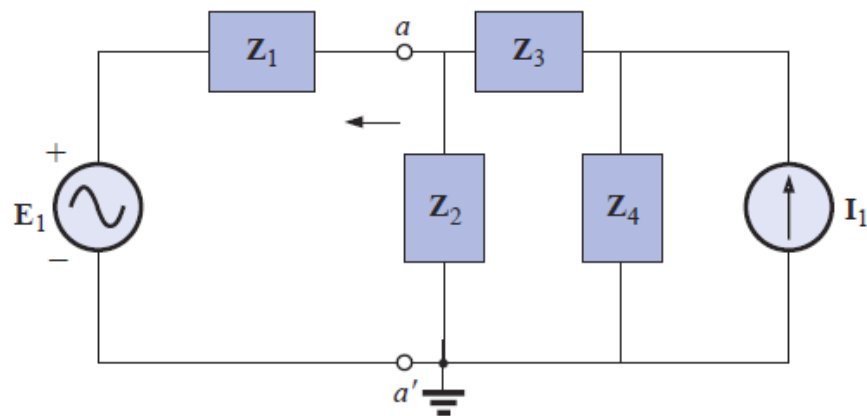 Z₁
a
Z₃
+
E₁
−
Z₂
Z₄
I₁
a′